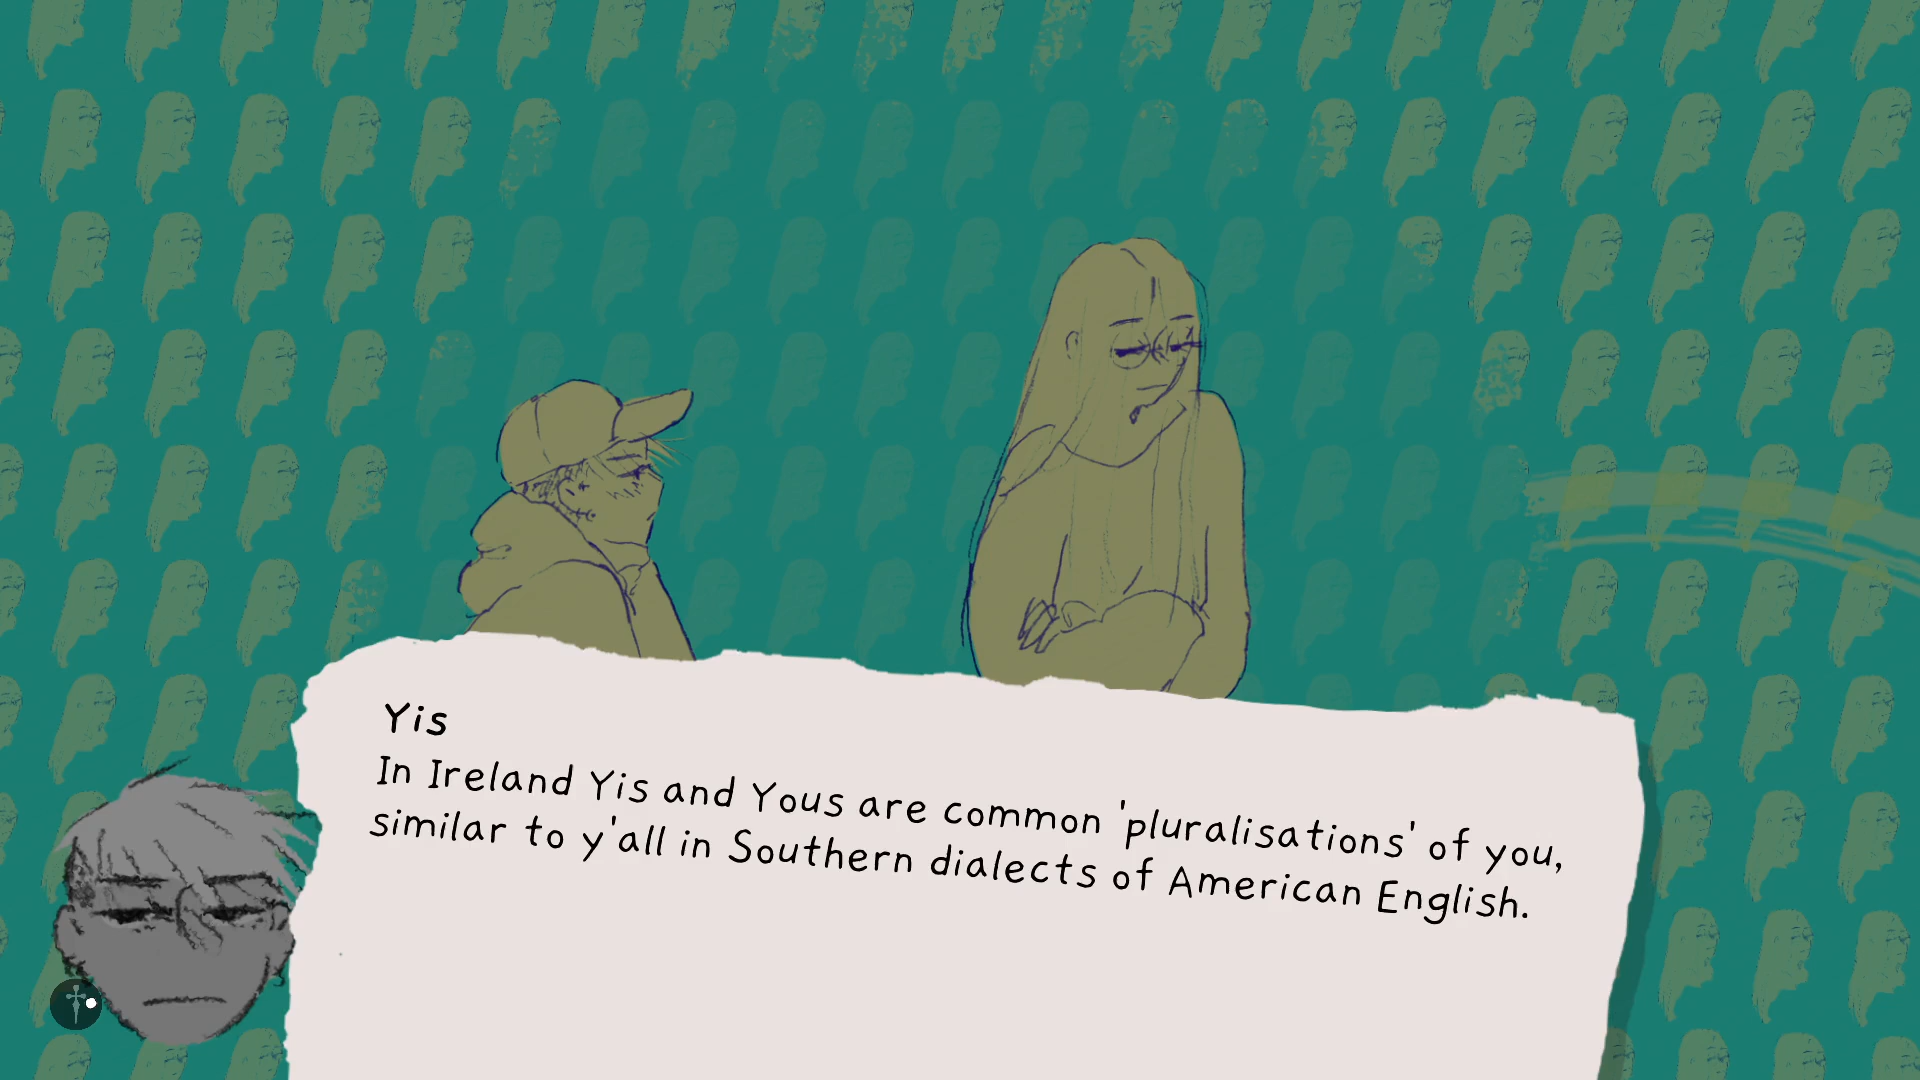 Yis
In Ireland Yis and Yous are common 'pluralisations' of you,
similar to y'all in Southern dialects of American English.